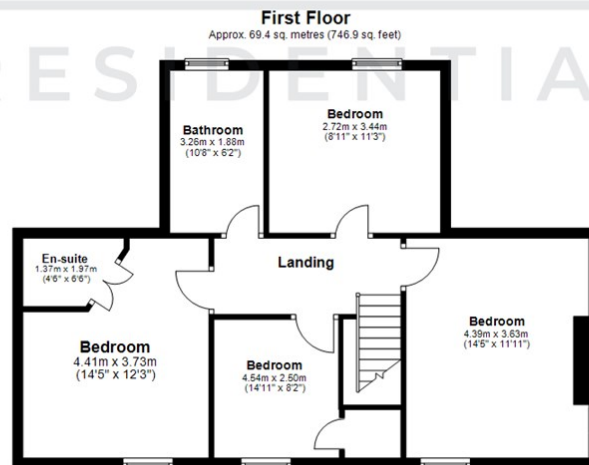 First Floor
Approx. 69.4 sq. metres (746.9 sq. feet)
RESIDENTIA
Bathroom
3.26m x 1.88m
(10'8" x 6'2")
Bedroom
2.72m x 3.44m
(8'11" x 11'3")
En-suite
1.37m x 1.97m
(4'6" x 6'6")
Landing
Bedroom
4.41m x 3.73m
(14'5" x 12'3")
Bedroom
4.54m x 2.50m
(14'11" x 8'2")
Bedroom
4.39m x 3.63m
(14'5" x 11'11")